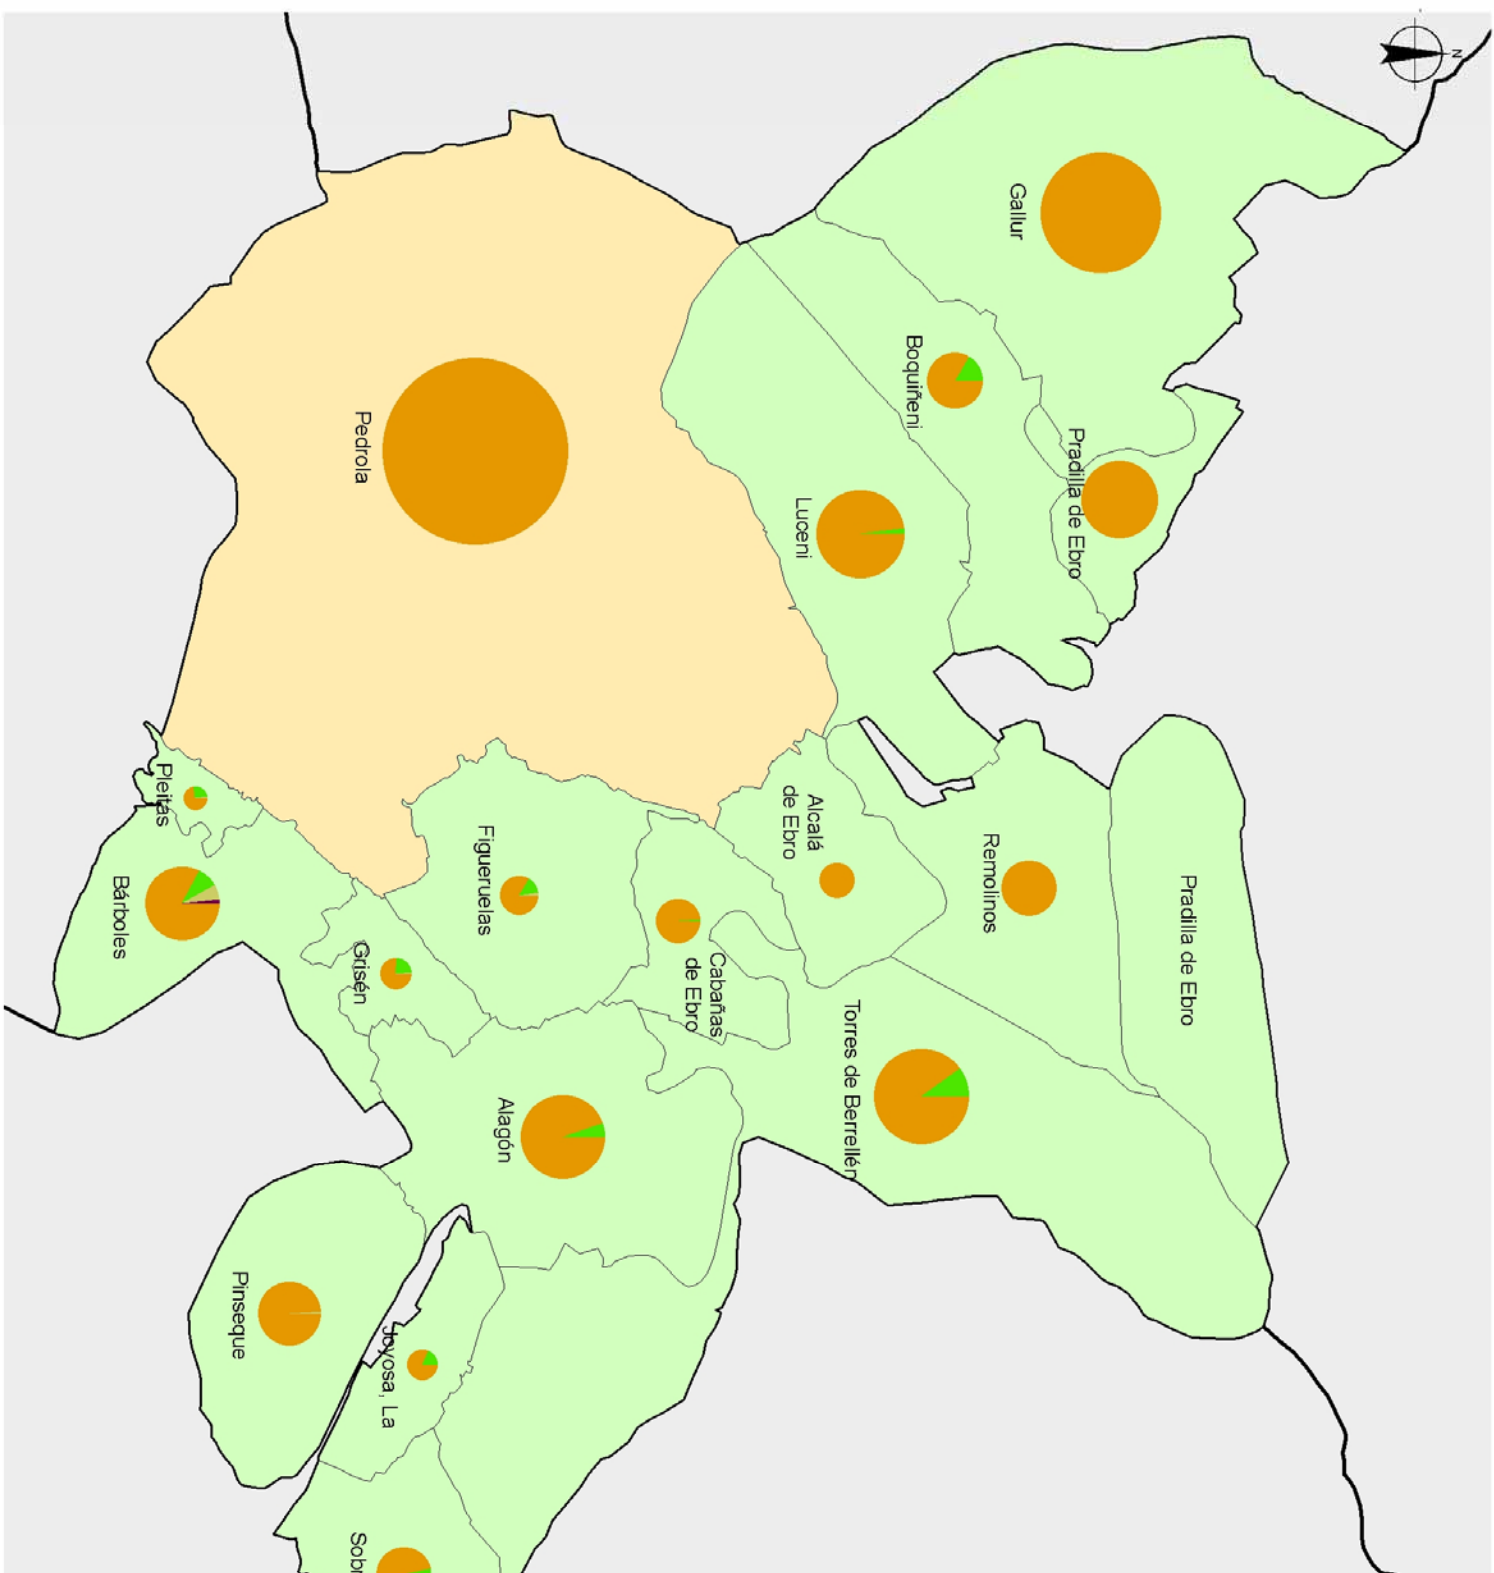 N
Gallur
Boquiñeni
Pradilla de Ebro
Pedrola
Luceni
Pleitas
Alcalá
de Ebro
Figueruelas
Remolinos
Bárboles
Pradilla de Ebro
Grisén
Cabañas
de Ebro
Torres de Berrellén
Alagón
Pinseque
Joyosa, La
Sobr